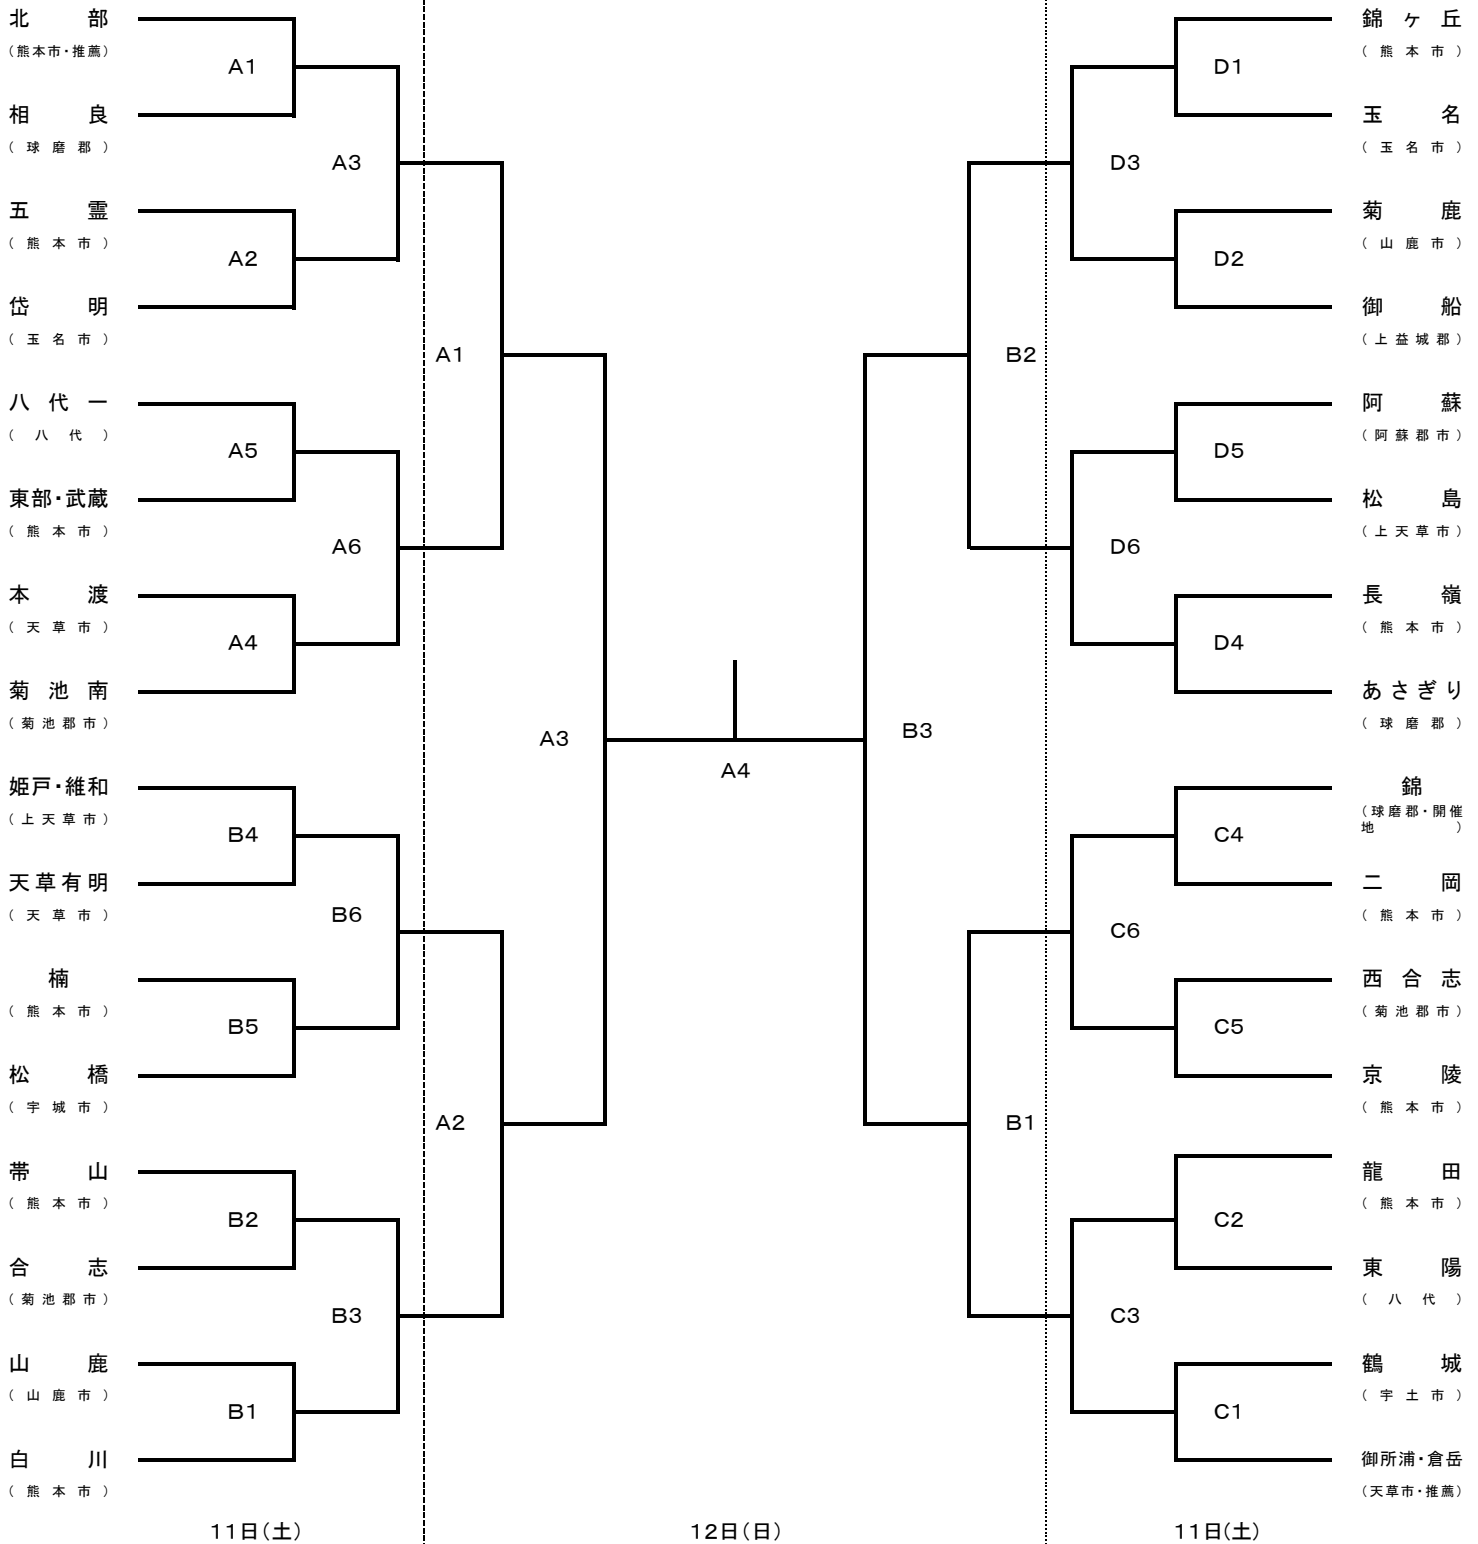 北部
（熊本市・推薦）
A1
相良
（球磨郡）
A3
五霊
（熊本市）
A2
岱明
（玉名市）
A1
八代一
（八代）
A5
東部・武蔵
（熊本市）
A6
本渡
（天草市）
A4
菊池南
（菊池郡市）
A3
姫戸・維和
（上天草市）
B4
天草有明
（天草市）
B6
楠
（熊本市）
B5
松橋
（宇城市）
A2
帯山
（熊本市）
B2
合志
（菊池郡市）
B3
山鹿
（山鹿市）
B1
白川
（熊本市）
11日（土）
A4
12日（日）
錦ヶ丘
（熊本市）
D1
玉名
（玉名市）
D3
菊鹿
（山鹿市）
D2
御船
（上益城郡）
B2
阿蘇
（阿蘇郡市）
D5
松島
（上天草市）
D6
長嶺
（熊本市）
D4
あさぎり
（球磨郡）
B3
錦
（球磨郡・開催
地）
C4
二岡
（熊本市）
C6
西合志
（菊池郡市）
C5
京陵
（熊本市）
B1
龍田
（熊本市）
C2
東陽
（八代）
C3
鶴城
（宇土市）
C1
御所浦・倉岳
（天草市・推薦）
11日（土）